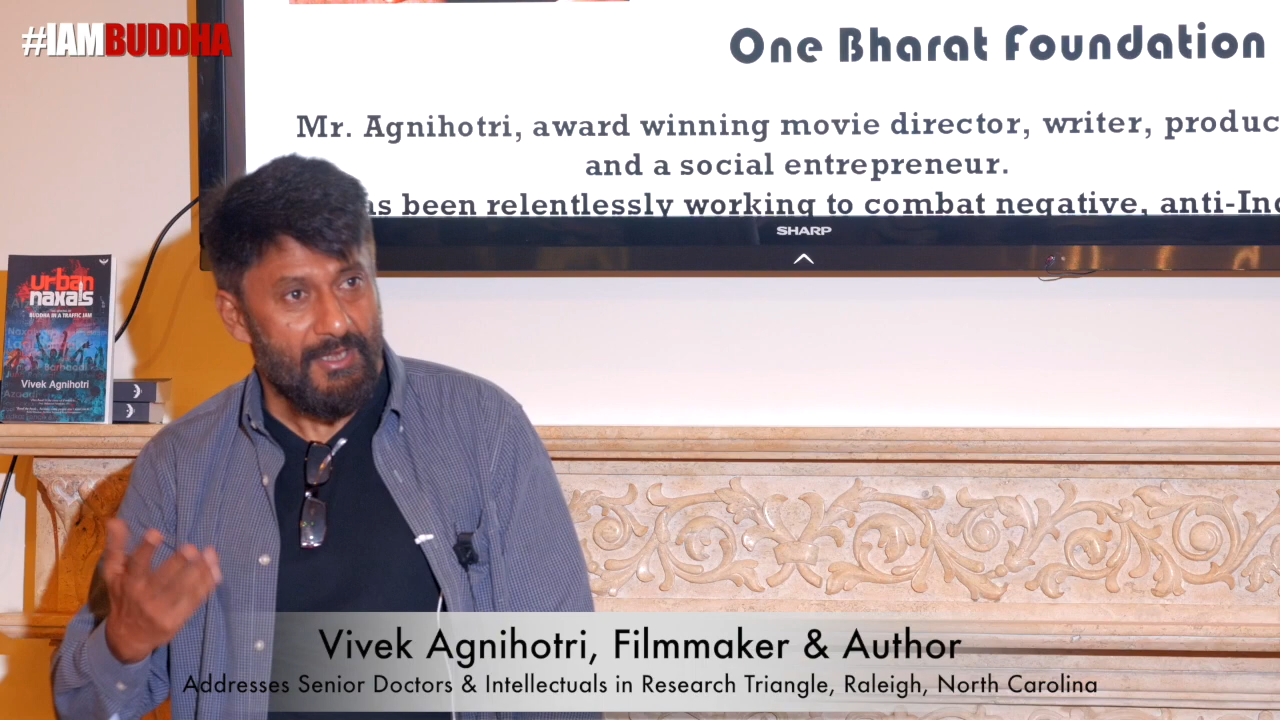 #IAMBUDDHA
One Bharat Foundation
Mr. Agnihotri, award winning movie director, writer, produc
and a social entrepreneur.
as been relentlessly working to combat negative, anti-Ind
SHARP
urban
naxals
BUDDHA IN A TRAFFIC JAM
Vivek Agnihotri
Vivek Agnihotri, Filmmaker & Author
Addresses Senior Doctors & Intellectuals in Research Triangle, Raleigh, North Carolina